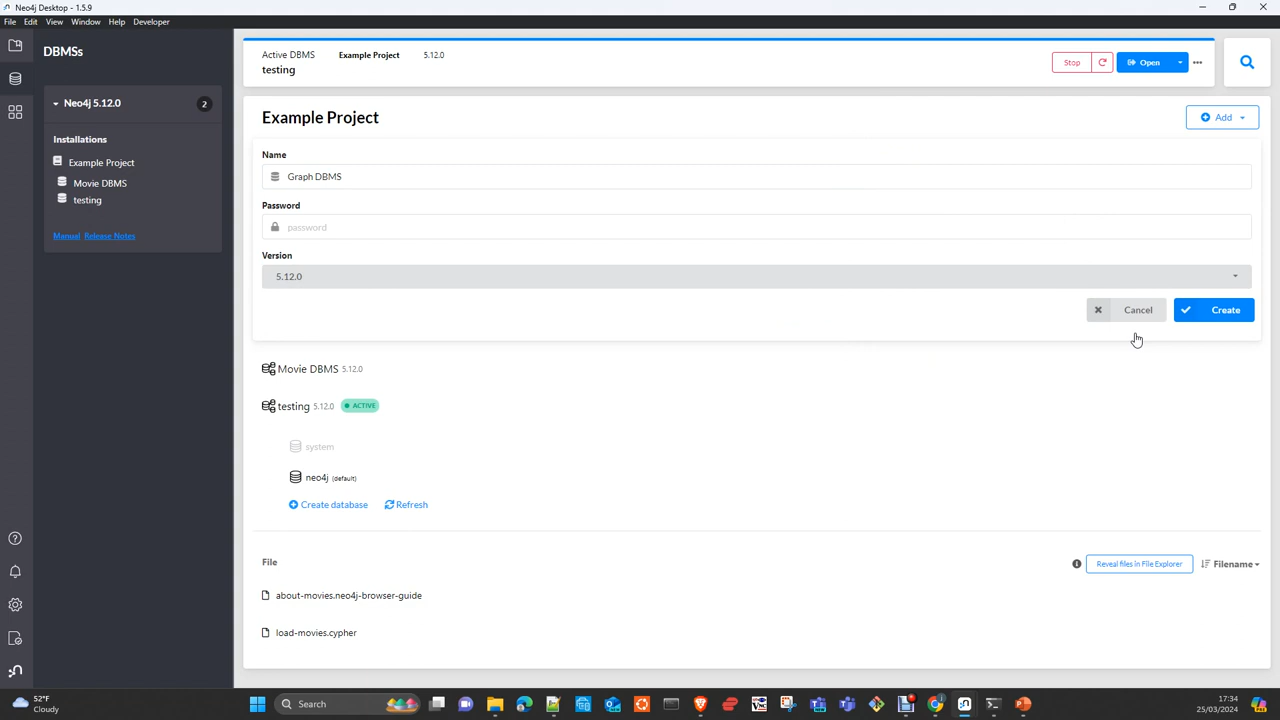 Neo4j Desktop - 1.5.9
File Edit View Window Help Developer
DBMSs
Neo4j 5.12.0 2
Installations
Example Project
Movie DBMS
testing
Manual Release Notes
Active DBMS Example Project 5.12.0
testing
Stop Open
Example Project
Add
Name
Graph DBMS
Password
password
Version
5.12.0
Cancel Create
Movie DBMS 5.12.0
testing 5.12.0 ACTIVE
system
neo4j (default)
Create database Refresh
File
Reveal files in File Explorer Filename
about-movies.neo4j-browser-guide
load-movies.cypher
52°F
Cloudy
Search
17:34
25/03/2024